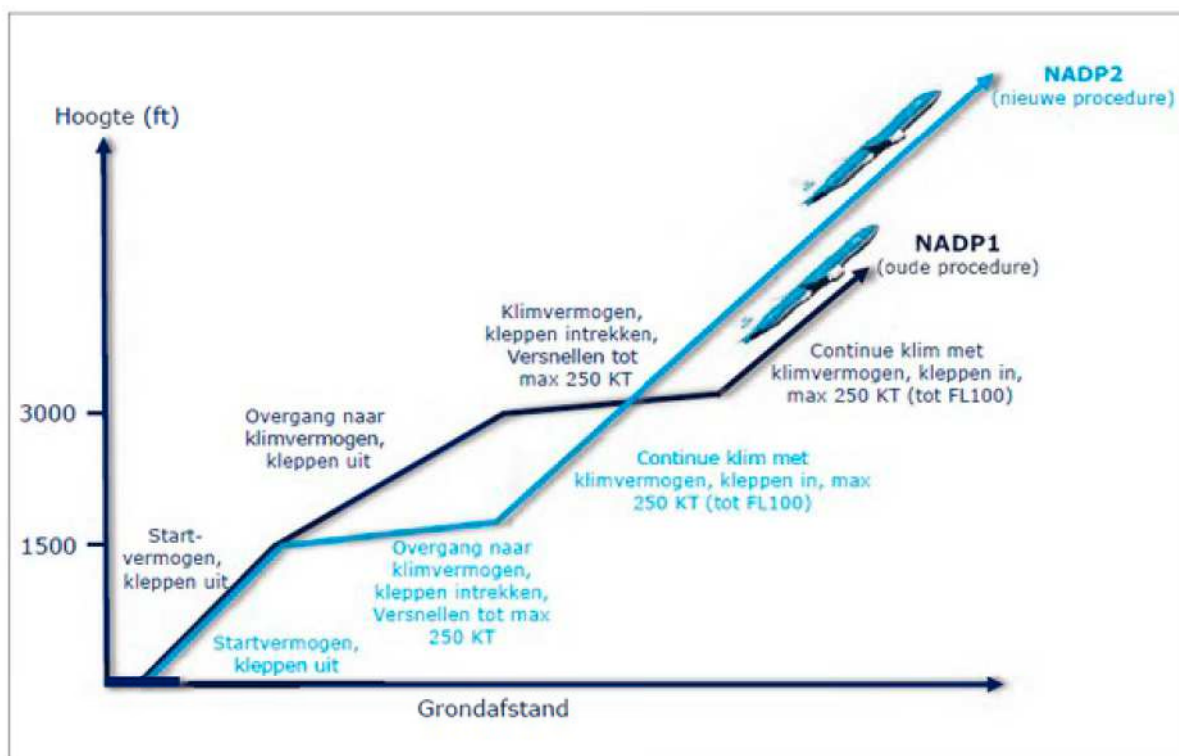 NADP2
(nieuwe procedure)
Hoogte (ft)
NADP1
(oude procedure)
Klimvermogen,
kleppen intrekken,
Versnellen tot
max 250 KT
Continue klim met
klimvermogen, kleppen in,
max 250 KT (tot FL100)
3000
Overgang naar
klimvermogen,
kleppen uit
Continue klim met
klimvermogen, kleppen in, max
250 KT (tot FL100)
1500
Start-
vermogen,
kleppen uit
Overgang naar
klimvermogen,
kleppen intrekken,
Versnellen tot max
250 KT
Startvermogen,
kleppen uit
Grondafstand